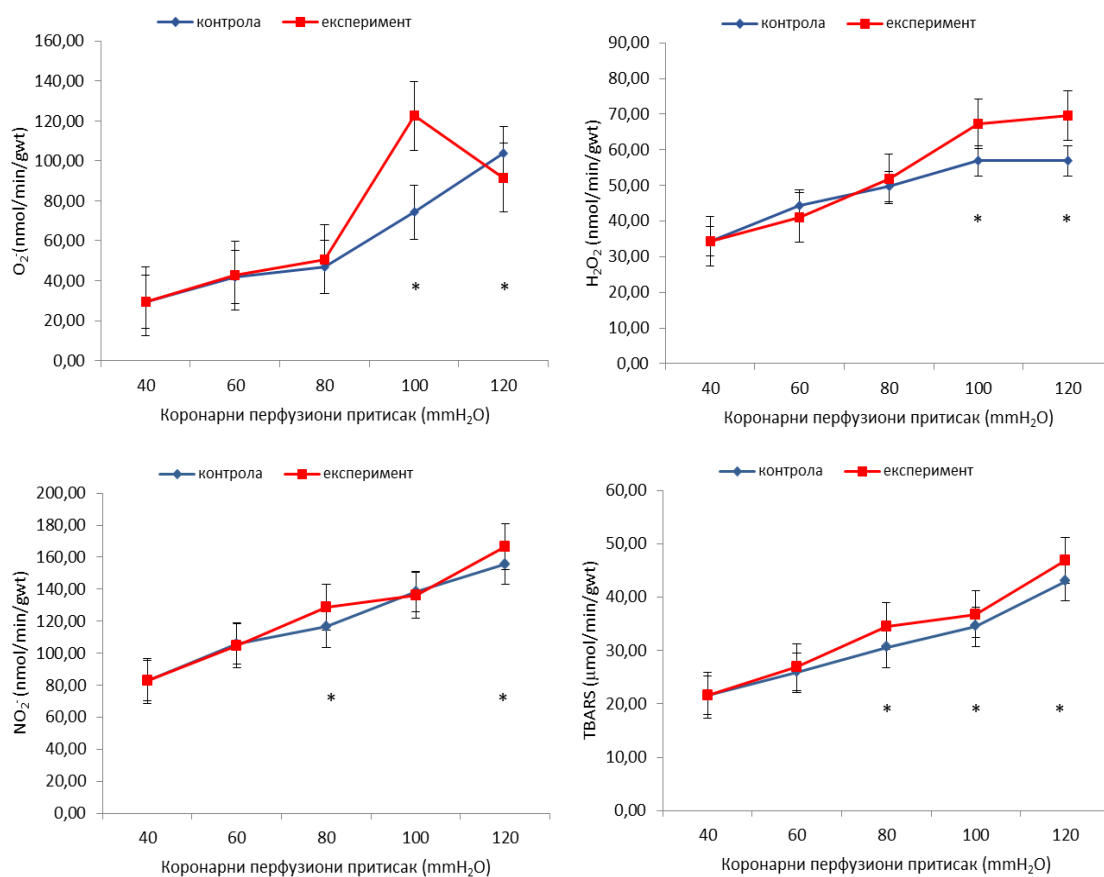 контрола експеримент
O₂⁻(nmol/min/gwt)
160,00
140,00
120,00
100,00
80,00
60,00
40,00
20,00
0,00
* *
40 60 80 100 120
Коронарни перфузиони притисак (mmH₂O)
контрола експеримент
H₂O₂ (nmol/min/gwt)
90,00
80,00
70,00
60,00
50,00
40,00
30,00
20,00
10,00
0,00
* *
40 60 80 100 120
Коронарни перфузиони притисак (mmH₂O)
контрола експеримент
NO₂⁻(nmol/min/gwt)
200,00
180,00
160,00
140,00
120,00
100,00
80,00
60,00
40,00
20,00
0,00
* *
40 60 80 100 120
Коронарни перфузиони притисак (mmH₂O)
контрола експеримент
TBARS (μmol/min/gwt)
60,00
50,00
40,00
30,00
20,00
10,00
0,00
* * *
40 60 80 100 120
Коронарни перфузиони притисак (mmH₂O)